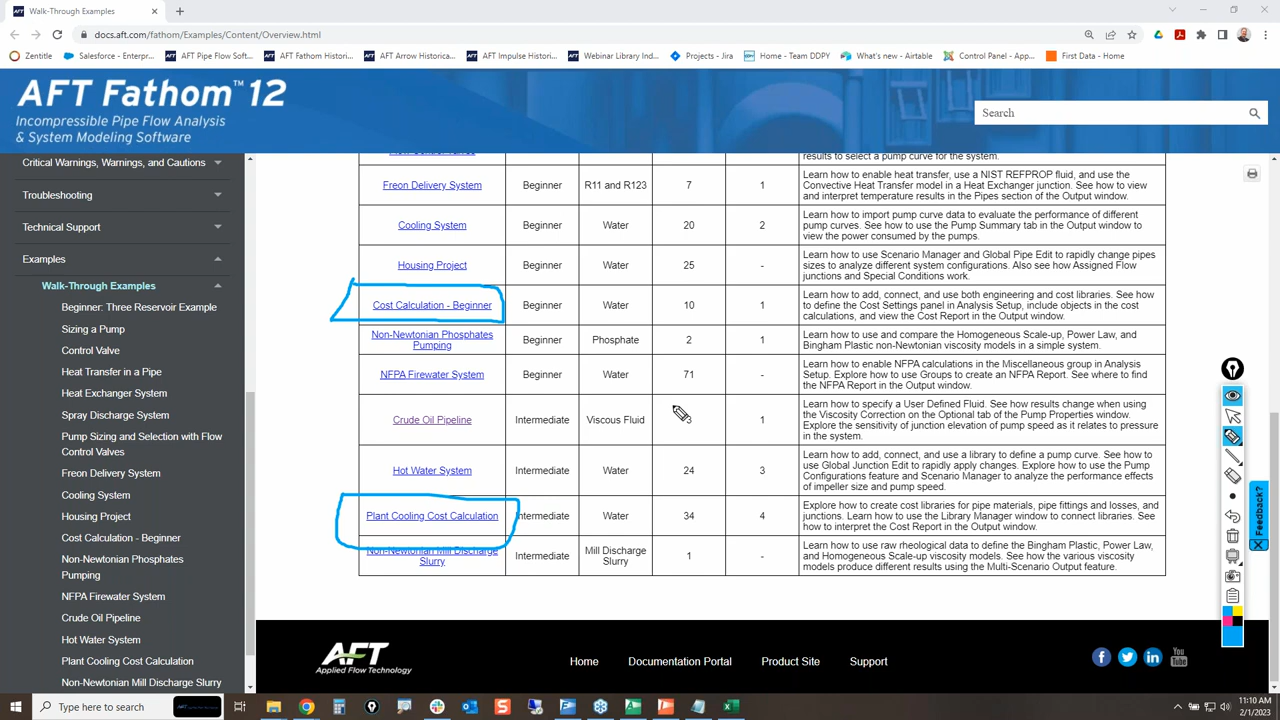 Walk-Through Examples
docs.aft.com/fathom/Examples/Content/Overview.html
Zenitle
Salesforce - Enterpr...
AFT Pipe Flow Soft...
AFT Fathom Histori...
AFT Arrow Historica...
AFT Impulse Histori...
Webinar Library Ind...
Projects - Jira
Home - Team DDPY
What's new - Airtable
Control Panel - App...
First Data - Home
AFT Fathom™ 12
Incompressible Pipe Flow Analysis
& System Modeling Software
Search
Critical Warnings, Warnings, and Cautions
Troubleshooting
Technical Support
Examples
Walk-Through Examples
Beginner: Three Reservoir Example
Sizing a Pump
Control Valve
Heat Transfer in a Pipe
Heat Exchanger System
Spray Discharge System
Pump Sizing and Selection with Flow
Control Valves
Freon Delivery System
Cooling System
Housing Project
Cost Calculation - Beginner
Non-Newtonian Phosphates
Pumping
NFPA Firewater System
Crude Oil Pipeline
Hot Water System
Plant Cooling Cost Calculation
Non-Newtonian Mill Discharge Slurry
results to select a pump curve for the system.
Freon Delivery System
Beginner
R11 and R123
7
1
Learn how to enable heat transfer, use a NIST REFPROP fluid, and use the
Convective Heat Transfer model in a Heat Exchanger junction. See how to view
and interpret temperature results in the Pipes section of the Output window.
Cooling System
Beginner
Water
20
2
Learn how to import pump curve data to evaluate the performance of different
pump curves. See how to use the Pump Summary tab in the Output window to
view the power consumed by the pumps.
Housing Project
Beginner
Water
25
-
Learn how to use Scenario Manager and Global Pipe Edit to rapidly change pipes
sizes to analyze different system configurations. Also see how Assigned Flow
junctions and Special Conditions work.
Cost Calculation - Beginner
Beginner
Water
10
1
Learn how to add, connect, and use both engineering and cost libraries. See how
to define the Cost Settings panel in Analysis Setup, include objects in the cost
calculations, and view the Cost Report in the Output window.
Non-Newtonian Phosphates
Pumping
Beginner
Phosphate
2
1
Learn how to use and compare the Homogeneous Scale-up, Power Law, and
Bingham Plastic non-Newtonian viscosity models in a simple system.
NFPA Firewater System
Beginner
Water
71
-
Learn how to enable NFPA calculations in the Miscellaneous group in Analysis
Setup. Explore how to use Groups to create an NFPA Report. See where to find
the NFPA Report in the Output window.
Crude Oil Pipeline
Intermediate
Viscous Fluid
3
1
Learn how to specify a User Defined Fluid. See how results change when using
the Viscosity Correction on the Optional tab of the Pump Properties window.
Explore the sensitivity of junction elevation of pump speed as it relates to pressure
in the system.
Hot Water System
Intermediate
Water
24
3
Learn how to add, connect, and use a library to define a pump curve. See how to
use Global Junction Edit to rapidly apply changes. Explore how to use the Pump
Configurations feature and Scenario Manager to analyze the performance effects
of impeller size and pump speed.
Plant Cooling Cost Calculation
Intermediate
Water
34
4
Explore how to create cost libraries for pipe materials, pipe fittings and losses, and
junctions. Learn how to use the Library Manager window to connect libraries. See
how to interpret the Cost Report in the Output window.
Non-Newtonian Mill Discharge
Slurry
Intermediate
Mill Discharge
Slurry
1
-
Learn how to use raw rheological data to define the Bingham Plastic, Power Law,
and Homogeneous Scale-up viscosity models. See how the various viscosity
models produce different results using the Multi-Scenario Output feature.
Feedback?
AFT
Applied Flow Technology
Home
Documentation Portal
Product Site
Support
You
Tube
Type here to search
11:10 AM
2/1/2023